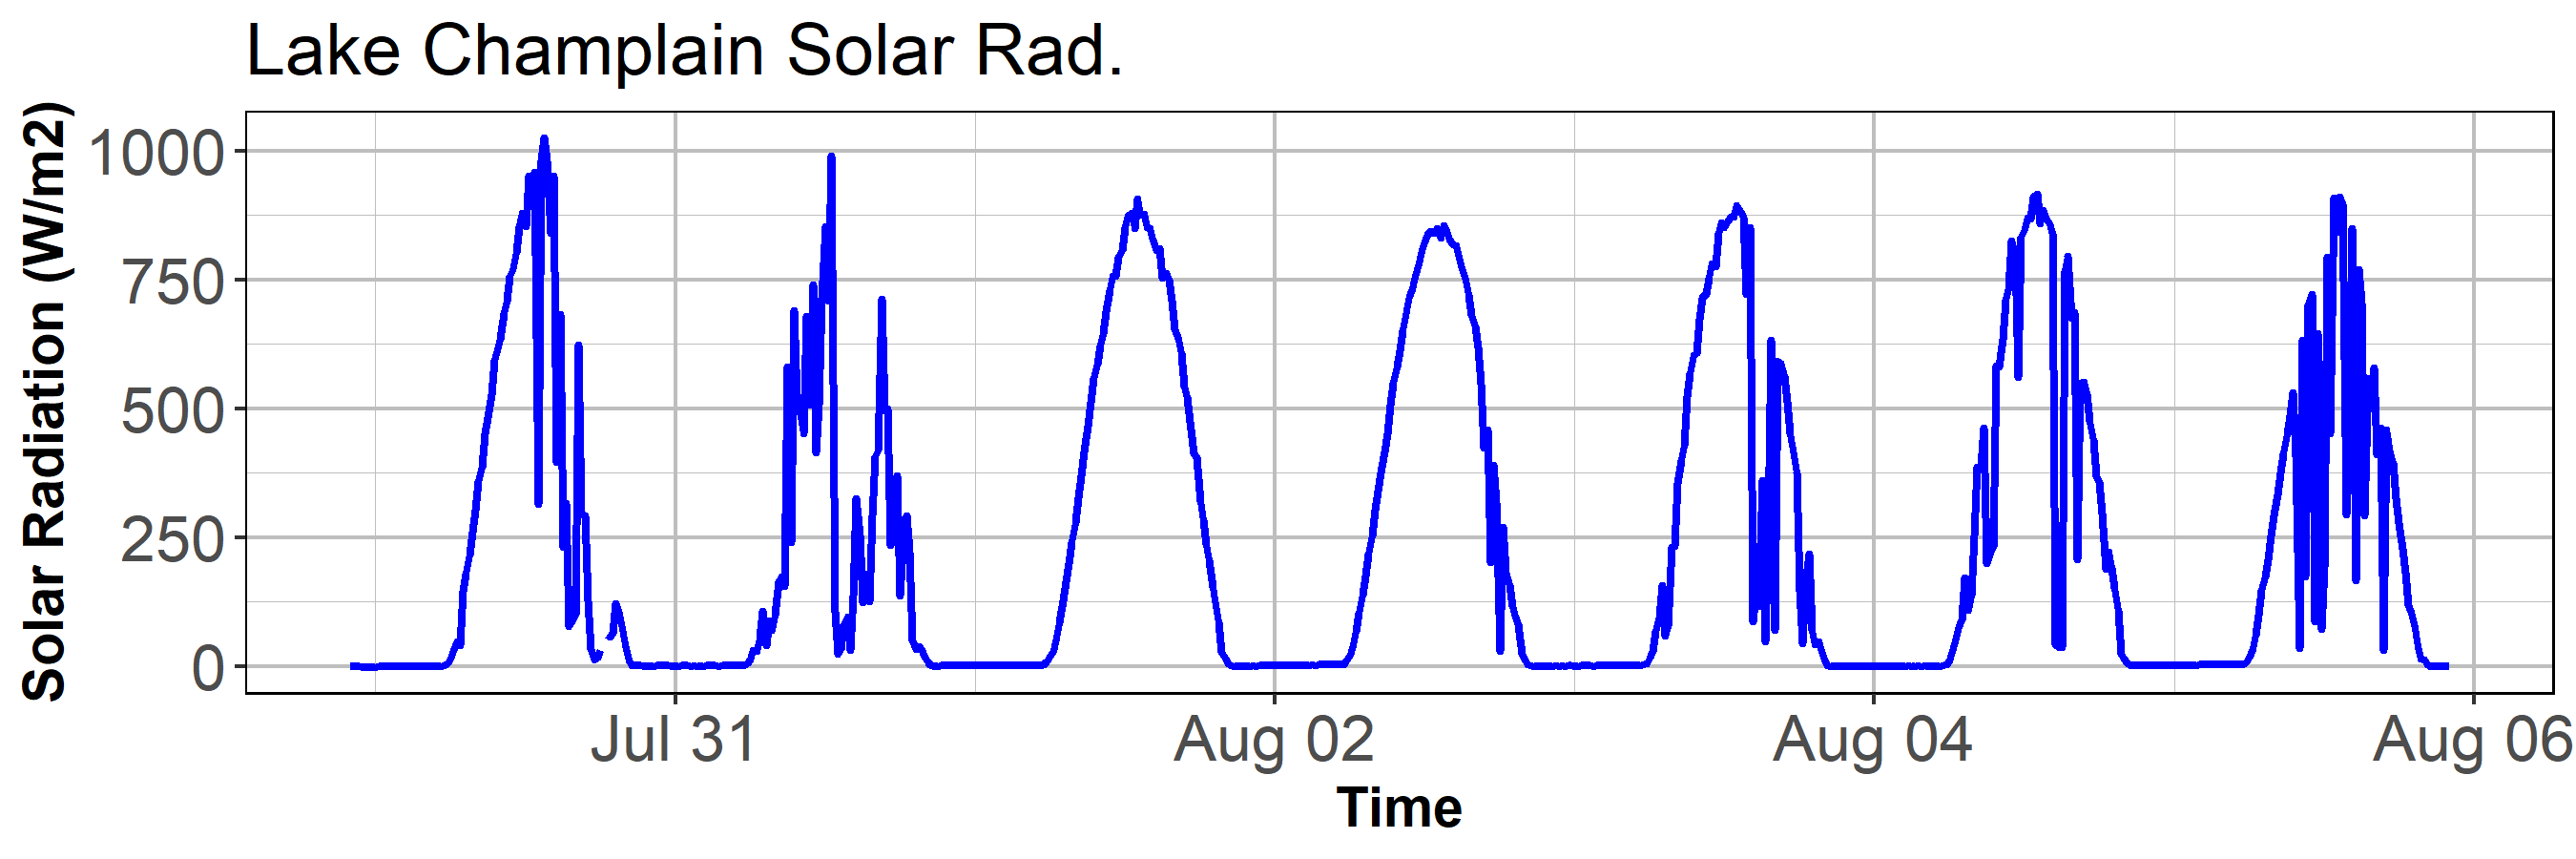 Lake Champlain Solar Rad.
Solar Radiation (W/m2)
1000
750
500
250
0
Jul 31
Aug 02
Aug 04
Aug 06
Time